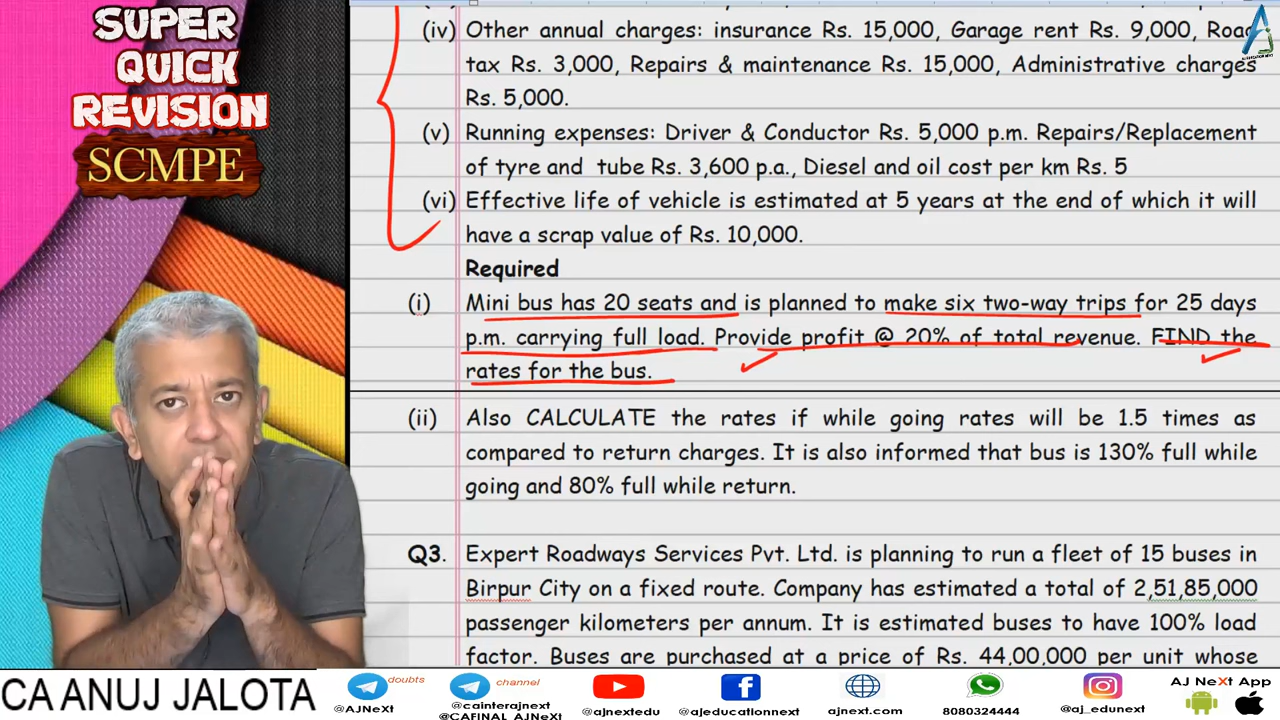 SUPER
QUICK
REVISION
SCMPE
(iv) Other annual charges: insurance Rs. 15,000, Garage rent Rs. 9,000, Road
tax Rs. 3,000, Repairs & maintenance Rs. 15,000, Administrative charges
Rs. 5,000.
(v) Running expenses: Driver & Conductor Rs. 5,000 p.m. Repairs/Replacement
of tyre and tube Rs. 3,600 p.a., Diesel and oil cost per km Rs. 5
(vi) Effective life of vehicle is estimated at 5 years at the end of which it will
have a scrap value of Rs. 10,000.
Required
(i) Mini bus has 20 seats and is planned to make six two-way trips for 25 days
p.m. carrying full load. Provide profit @ 20% of total revenue. FIND the
rates for the bus.
(ii) Also CALCULATE the rates if while going rates will be 1.5 times as
compared to return charges. It is also informed that bus is 130% full while
going and 80% full while return.
Q3. Expert Roadways Services Pvt. Ltd. is planning to run a fleet of 15 buses in
Birpur City on a fixed route. Company has estimated a total of 2,51,85,000
passenger kilometers per annum. It is estimated buses to have 100% load
factor. Buses are purchased at a price of Rs. 44,00,000 per unit whose
CA ANUJ JALOTA
doubts
@AJNeXt
channel
@cainterajnext
@CAFINAL_AJNeXt
@ajnextedu
@ajeducationnext
ajnext.com
8080324444
@aj_edunext
AJ NeXt App